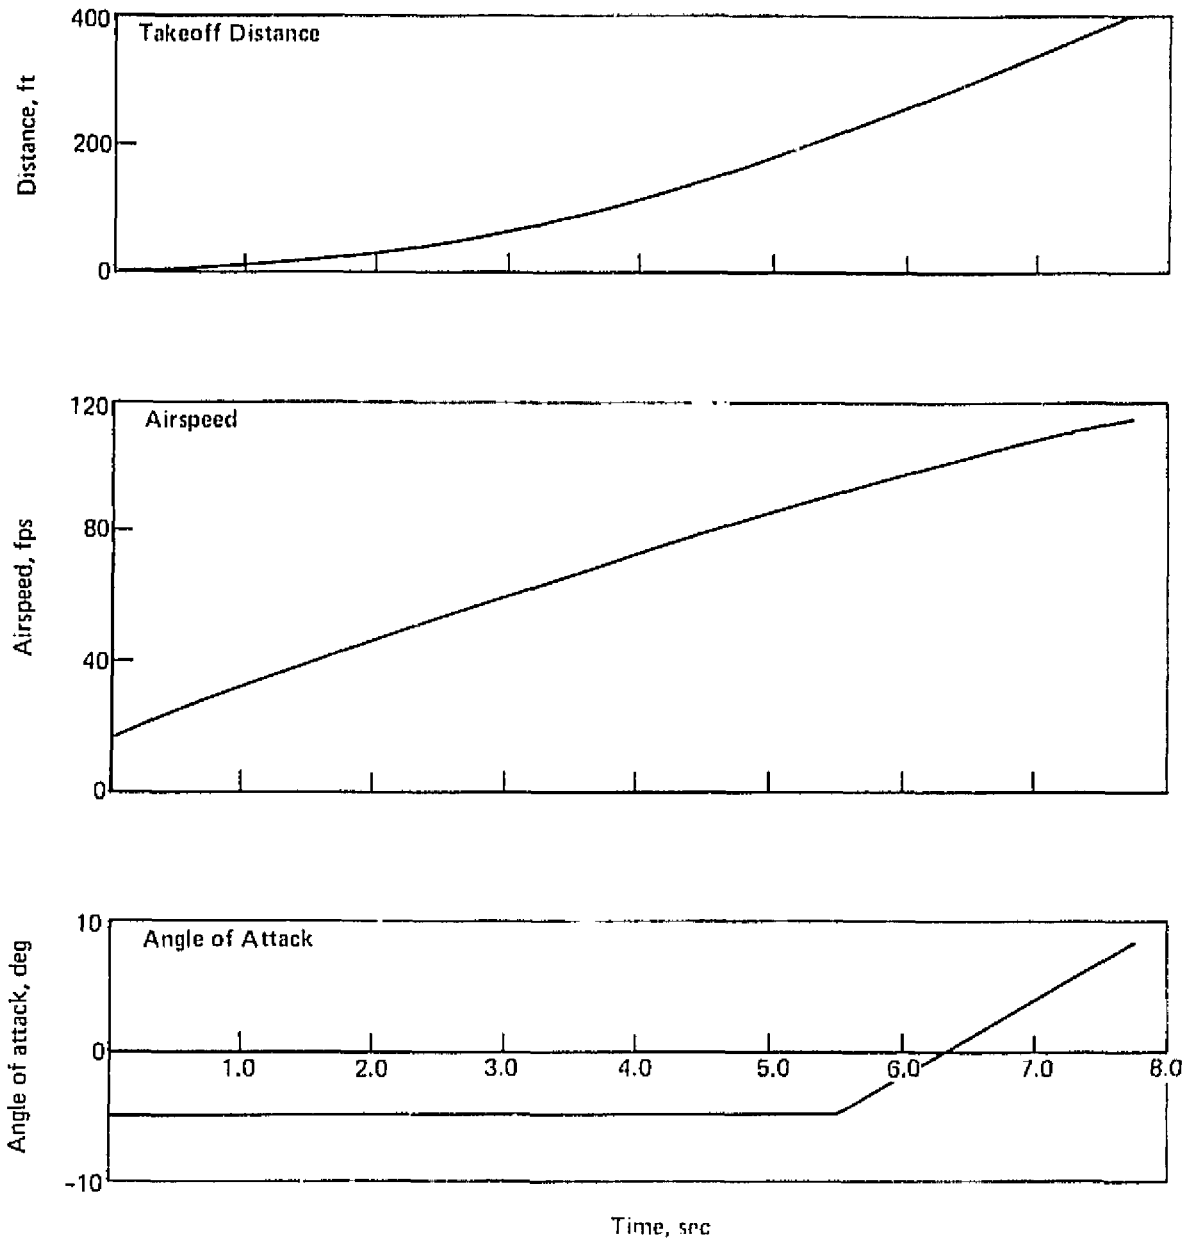 400
Takeoff Distance
Distance, ft
200
0
120
Airspeed
Airspeed, fps
80
40
0
10
Angle of Attack
Angle of attack, deg
0
1.0 2.0 3.0 4.0 5.0 6.0 7.0 8.0
-10
Time, sec